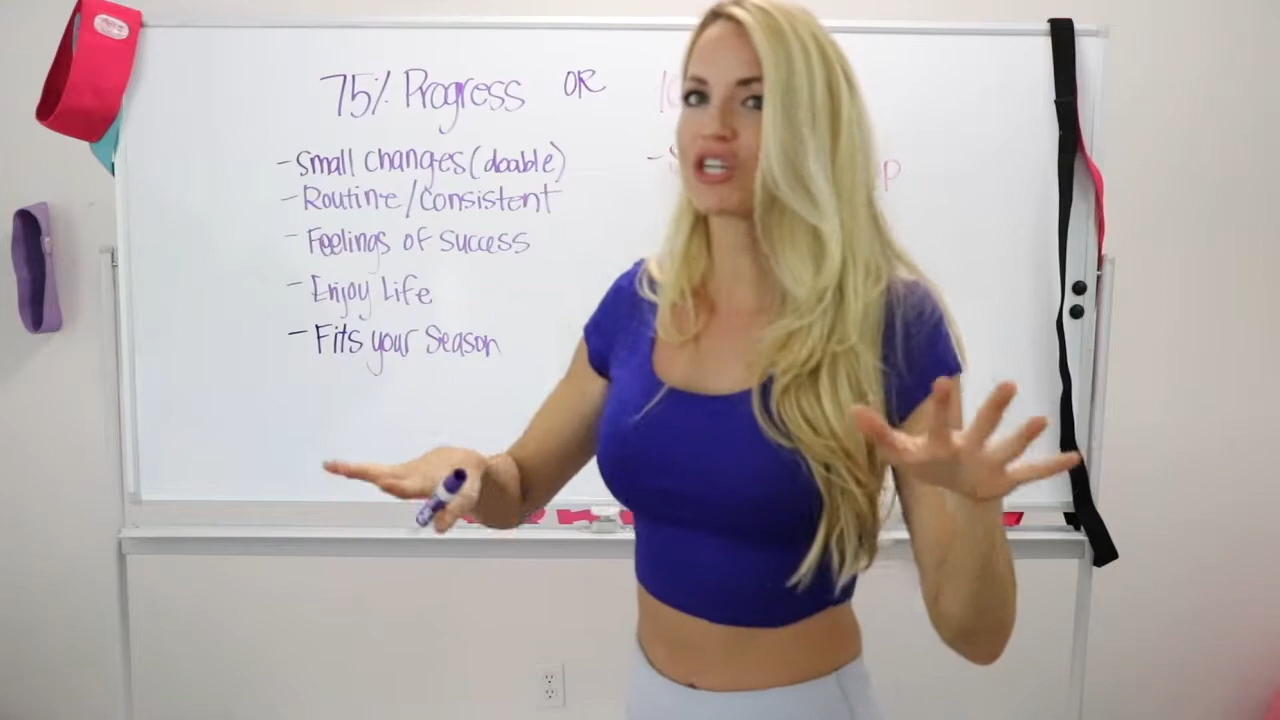 75% Progress OR
- Small changes (doable)
- Routine/consistent
- Feelings of success
- Enjoy Life
- Fits your season